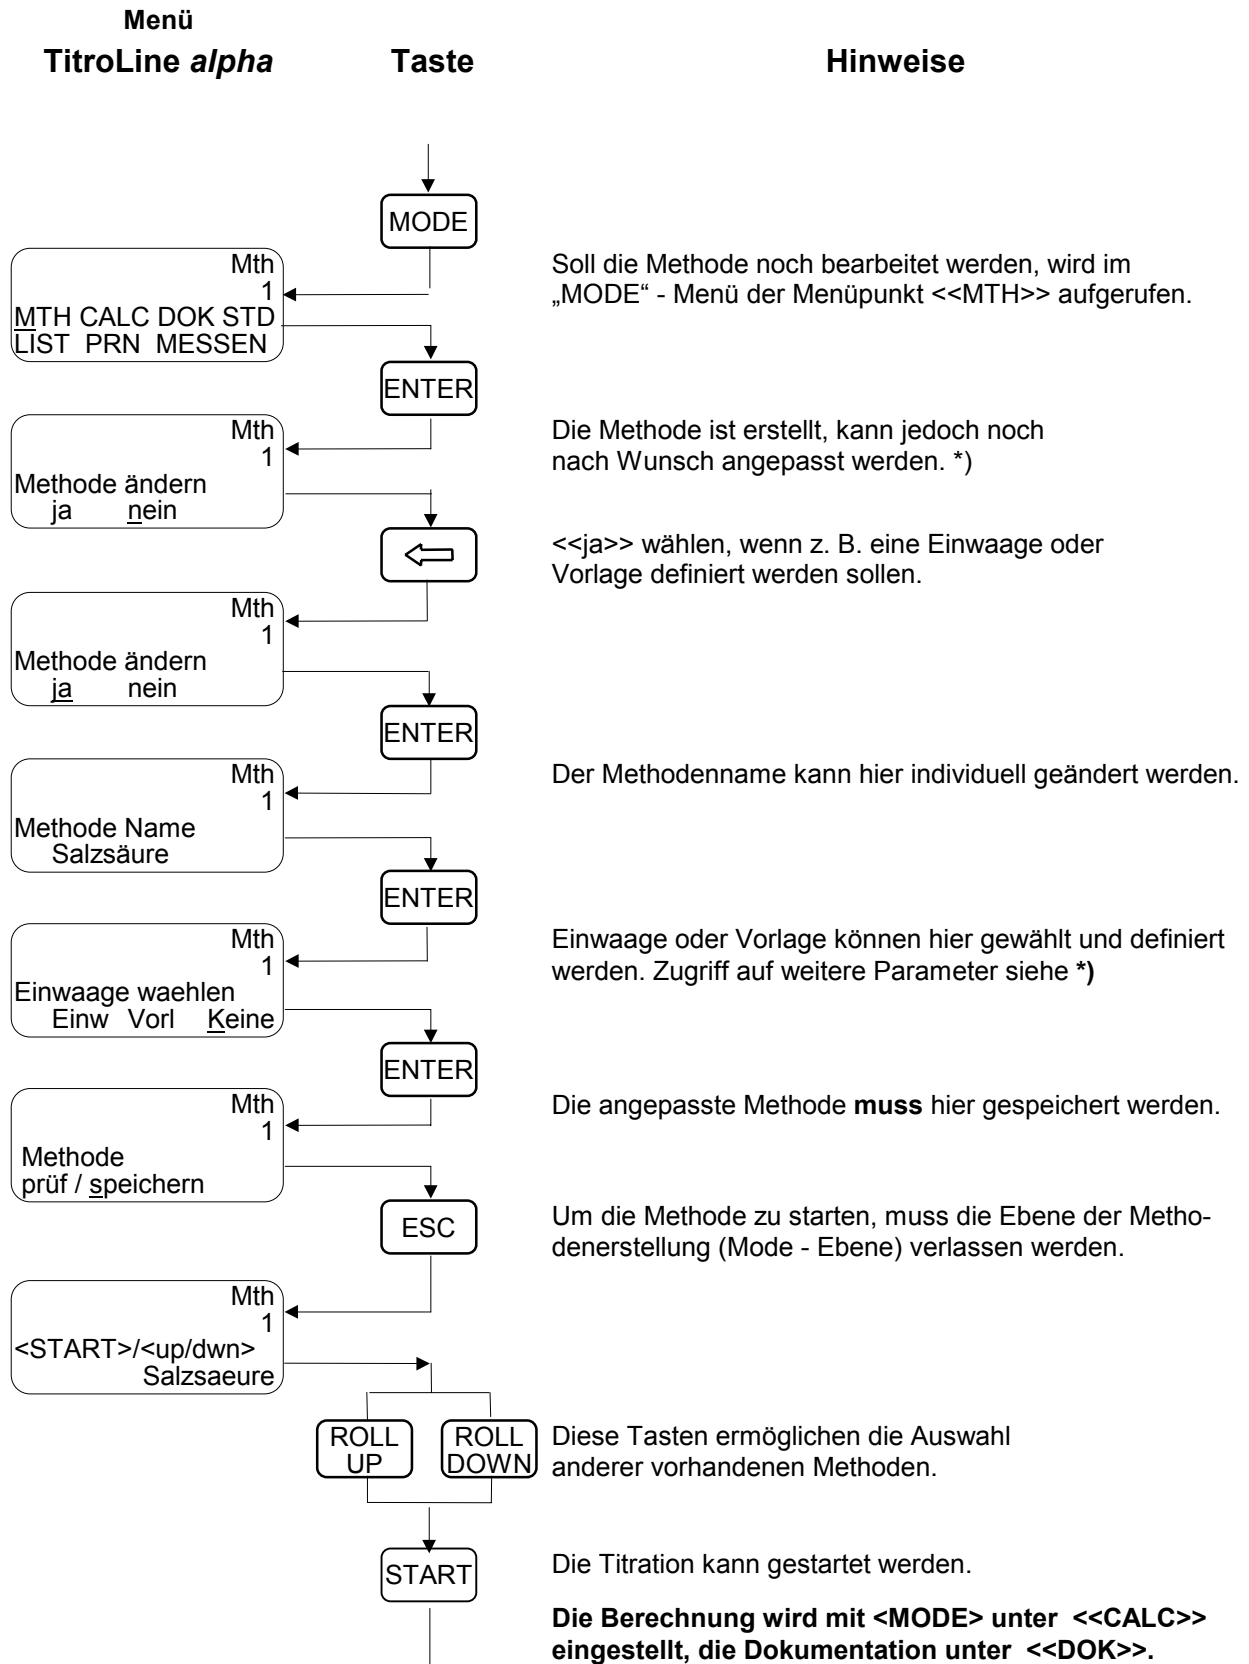 Menü
TitroLine alpha Taste Hinweise
MODE
Mth
1
MTH CALC DOK STD
LIST PRN MESSEN
Soll die Methode noch bearbeitet werden, wird im
„MODE“ - Menü der Menüpunkt <<MTH>> aufgerufen.
ENTER
Mth
1
Methode ändern
ja nein
Die Methode ist erstellt, kann jedoch noch
nach Wunsch angepasst werden. *)
<<ja>> wählen, wenn z. B. eine Einwaage oder
Vorlage definiert werden sollen.
Mth
1
Methode ändern
ja nein
ENTER
Mth
1
Methode Name
Salzsäure
Der Methodenname kann hier individuell geändert werden.
ENTER
Mth
1
Einwaage waehlen
Einw Vorl Keine
Einwaage oder Vorlage können hier gewählt und definiert
werden. Zugriff auf weitere Parameter siehe *)
ENTER
Mth
1
Methode
prüf / speichern
Die angepasste Methode muss hier gespeichert werden.
ESC
Um die Methode zu starten, muss die Ebene der Metho-
denerstellung (Mode - Ebene) verlassen werden.
Mth
1
<START>/<up/dwn>
Salzsaeure
ROLL
UP
ROLL
DOWN
Diese Tasten ermöglichen die Auswahl
anderer vorhandenen Methoden.
START
Die Titration kann gestartet werden.
Die Berechnung wird mit <MODE> unter <<CALC>>
eingestellt, die Dokumentation unter <<DOK>>.